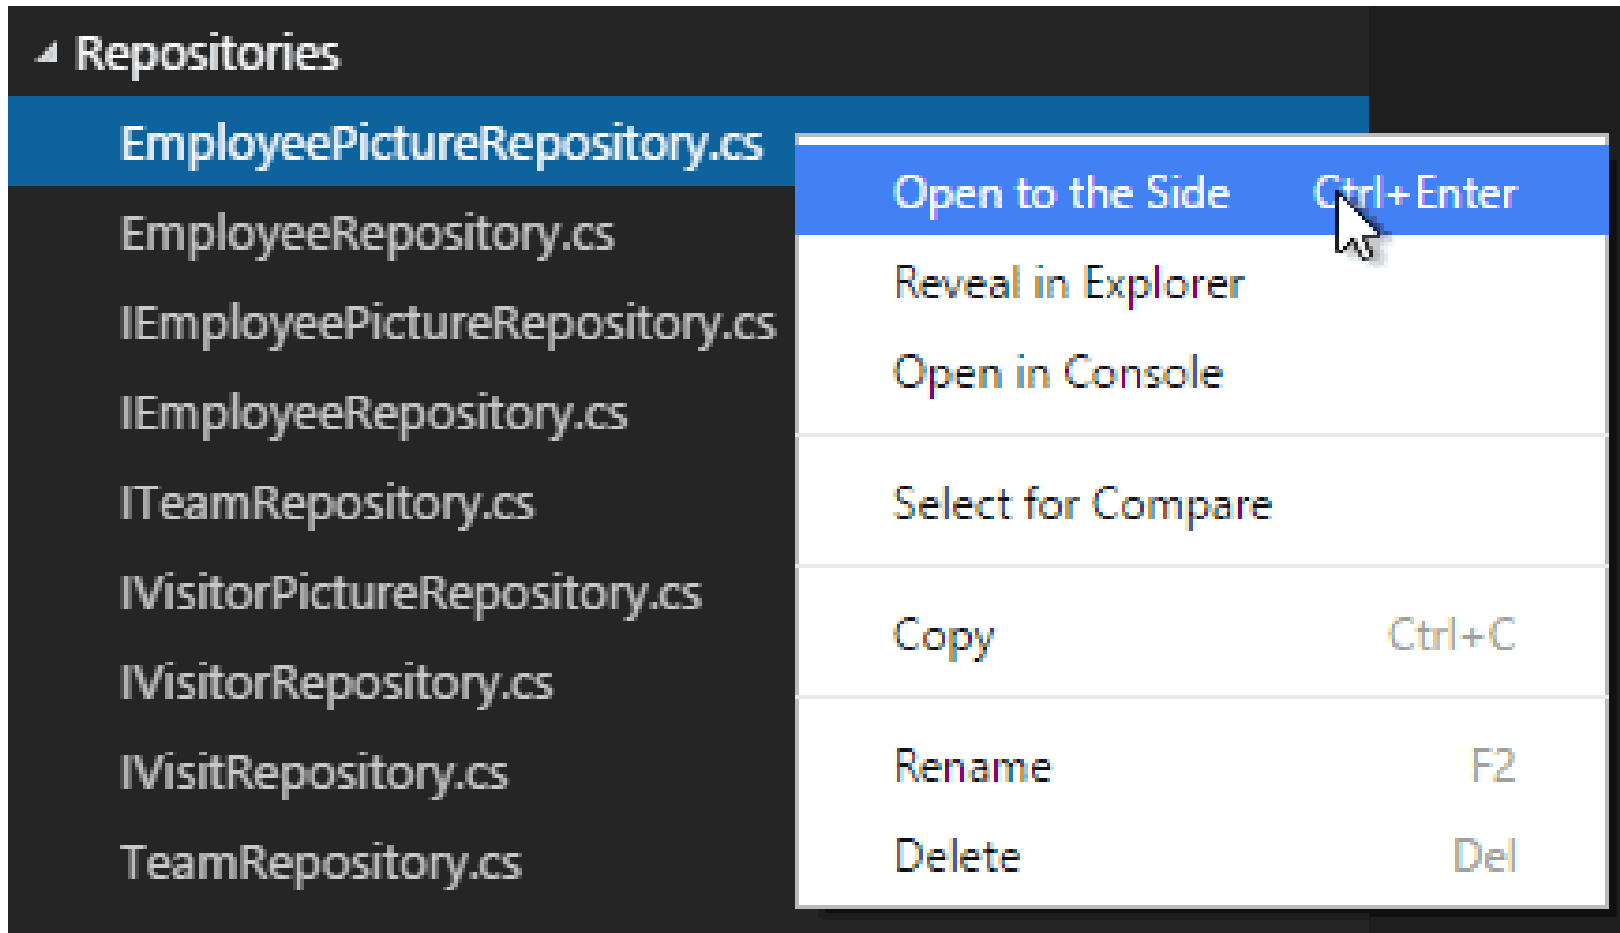 Repositories
EmployeePictureRepository.cs
EmployeeRepository.cs
IEmployeePictureRepository.cs
IEmployeeRepository.cs
ITeamRepository.cs
IVisitorPictureRepository.cs
IVisitorRepository.cs
IVisitRepository.cs
TeamRepository.cs
Open to the Side Ctrl+Enter
Reveal in Explorer
Open in Console
Select for Compare
Copy Ctrl+C
Rename F2
Delete Del